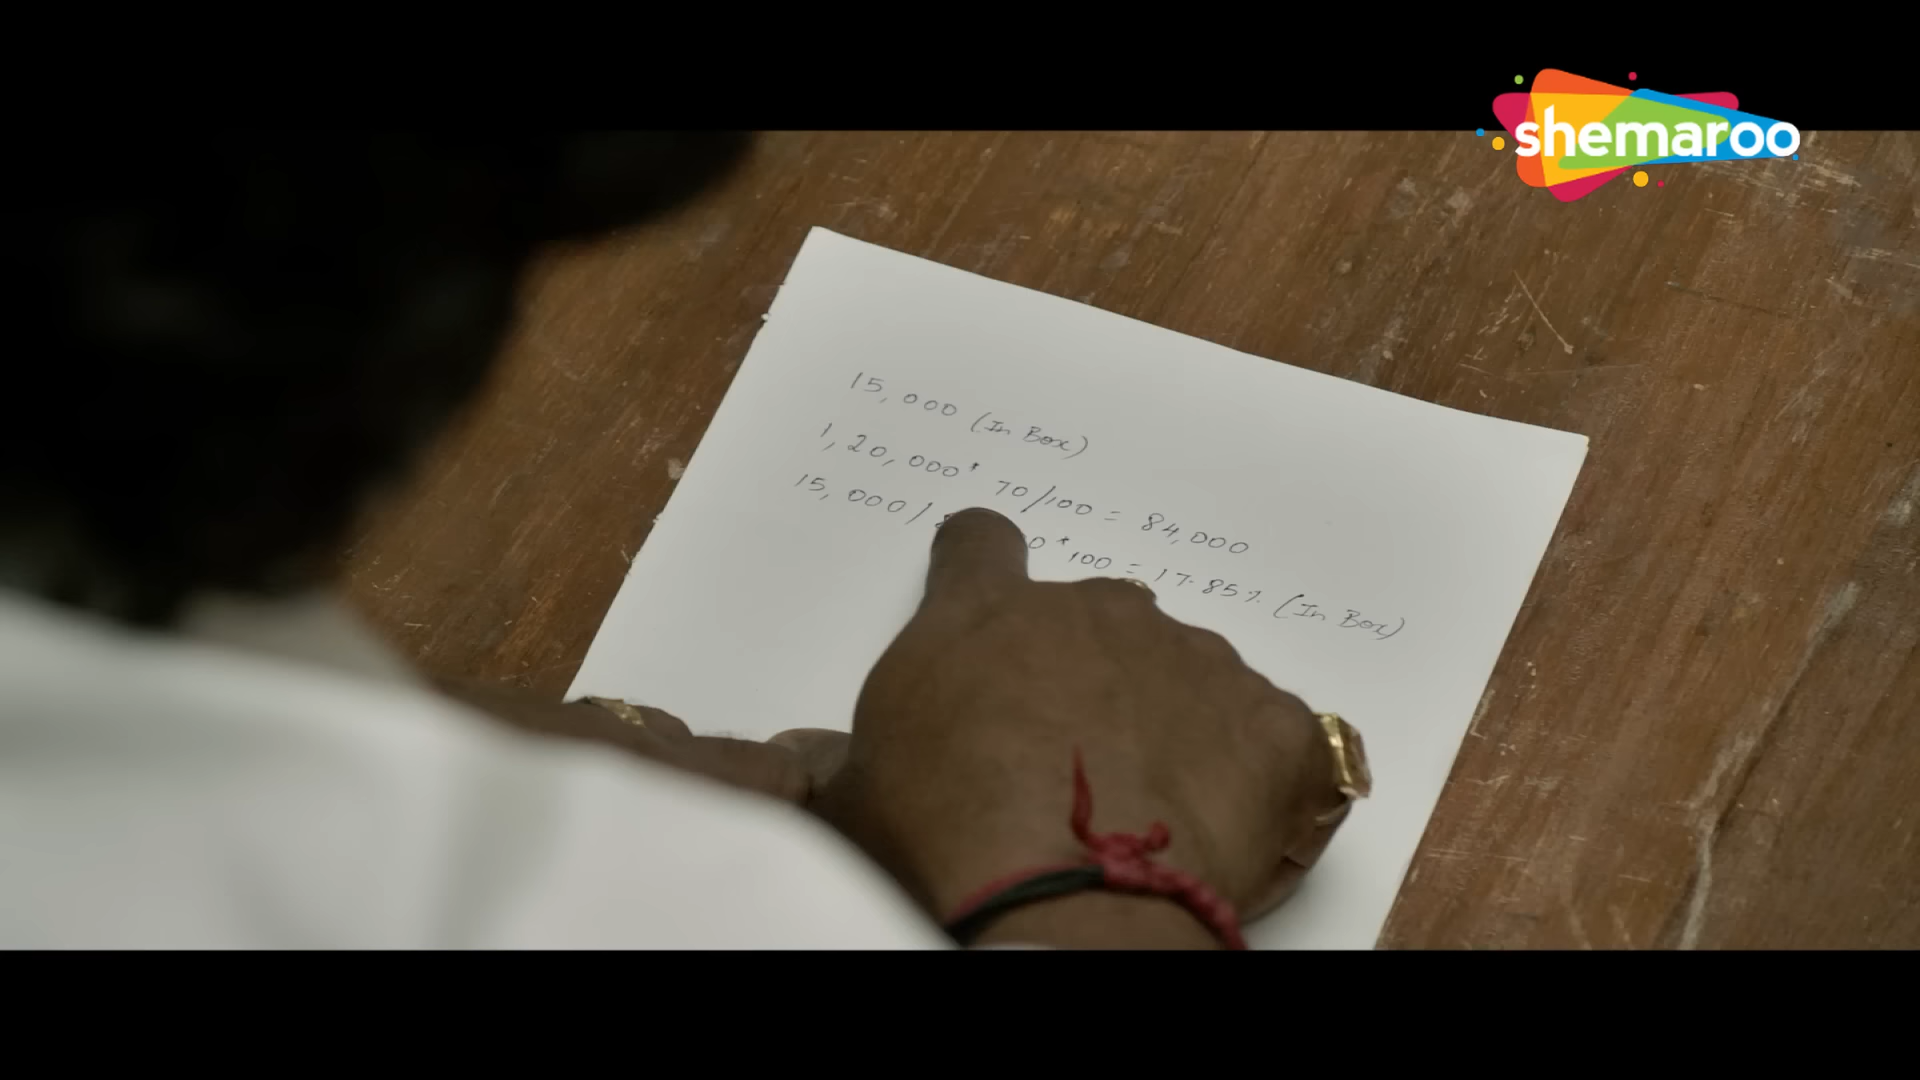 shemaroo
15,000 (In Box)
1,20,000* 70/100 = 84,000
15,000/ 0*100 = 17.85% (In Box)